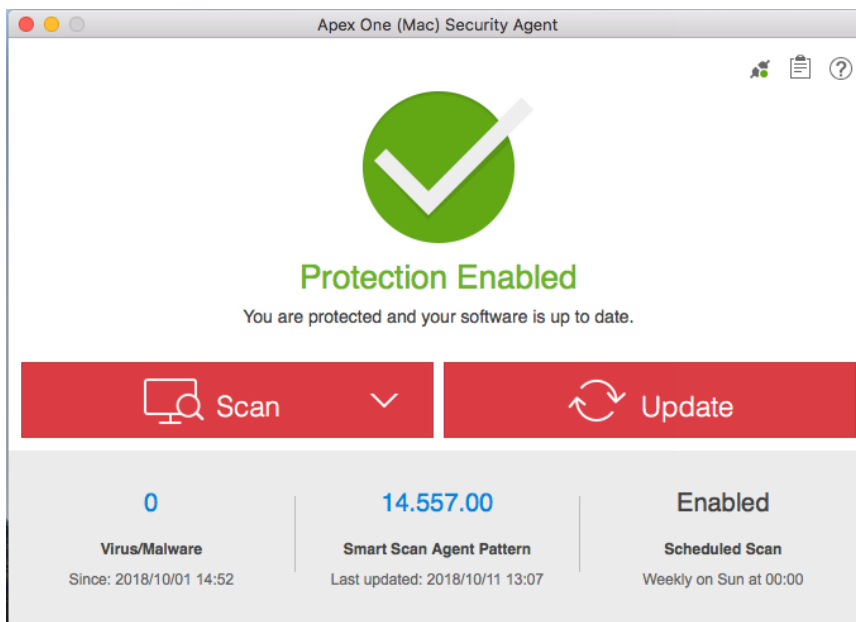 Apex One (Mac) Security Agent
Protection Enabled
You are protected and your software is up to date.
Scan
Update
0
14.557.00
Enabled
Virus/Malware
Smart Scan Agent Pattern
Scheduled Scan
Since: 2018/10/01 14:52
Last updated: 2018/10/11 13:07
Weekly on Sun at 00:00